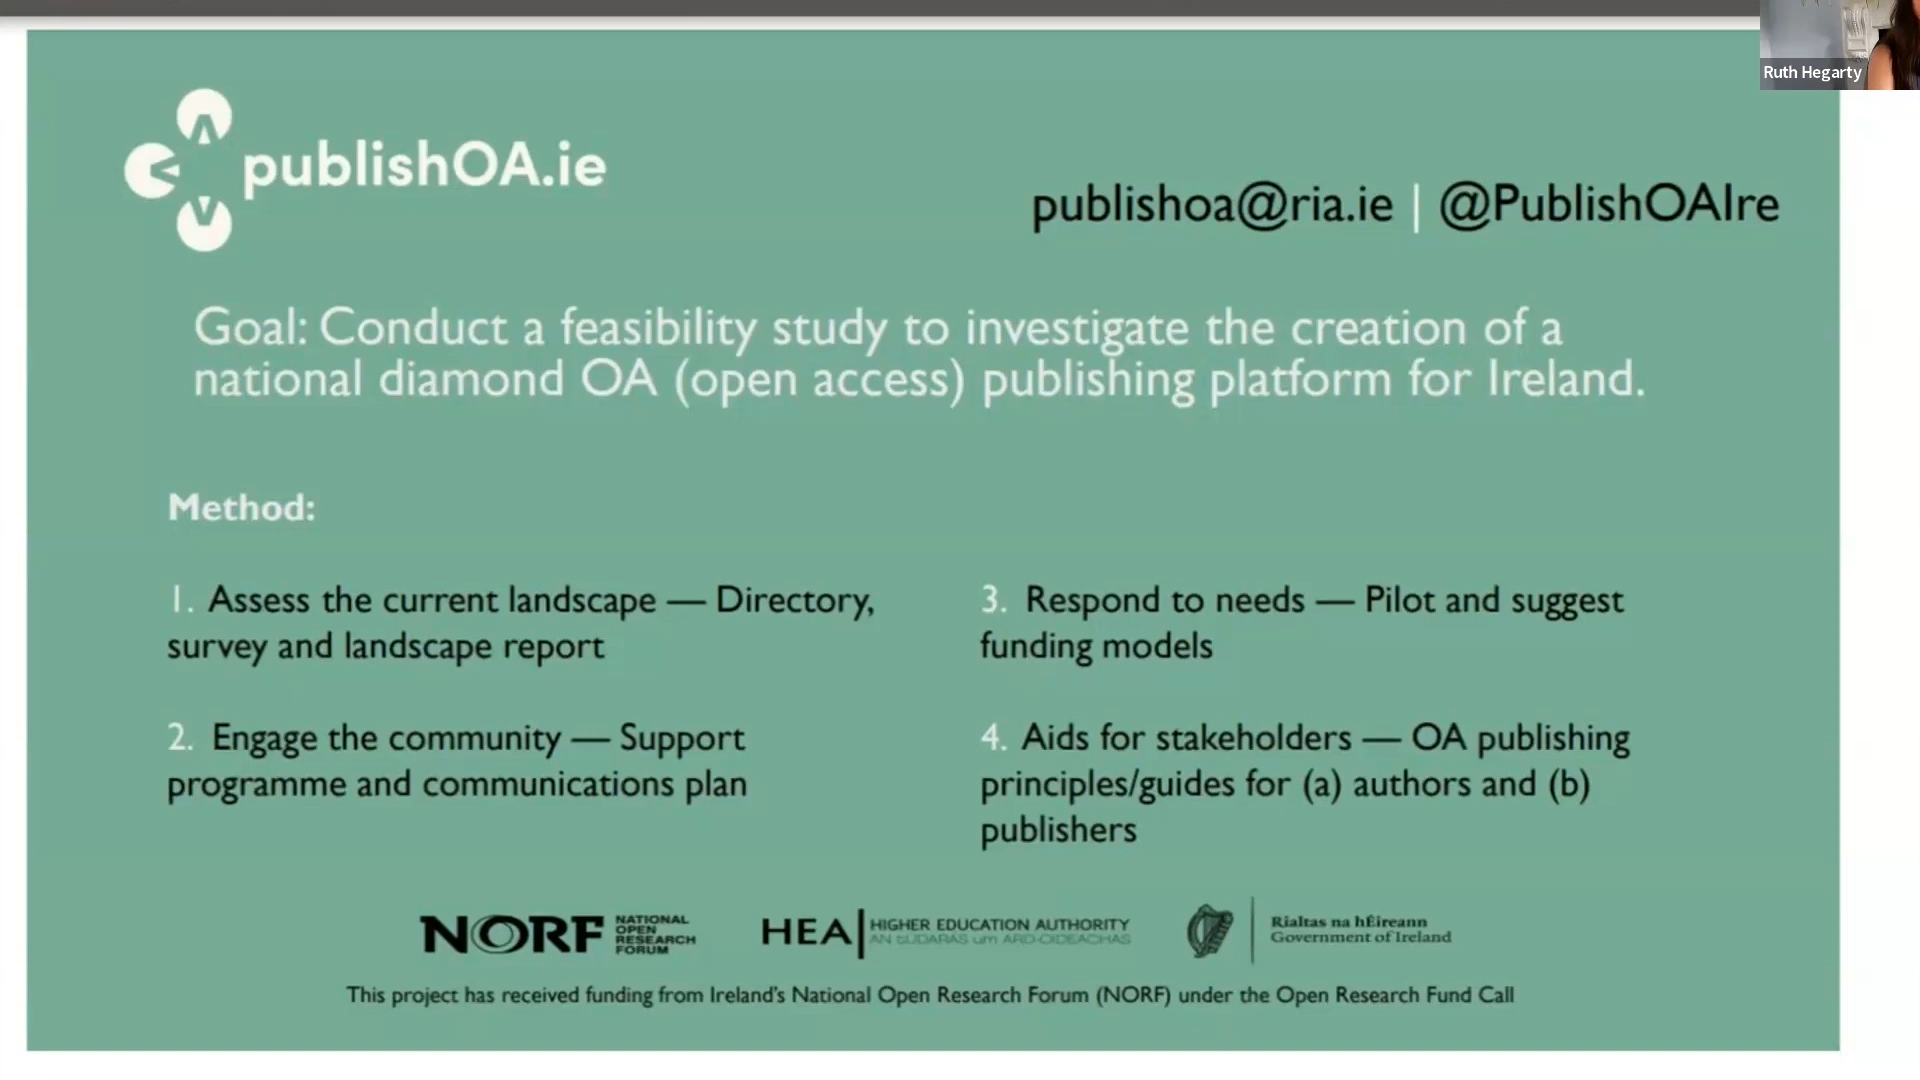 Ruth Hegarty
publishOA.ie
publishoa@ria.ie | @PublishOAIre
Goal: Conduct a feasibility study to investigate the creation of a
national diamond OA (open access) publishing platform for Ireland.
Method:
1. Assess the current landscape — Directory,
survey and landscape report
2. Engage the community — Support
programme and communications plan
3. Respond to needs — Pilot and suggest
funding models
4. Aids for stakeholders — OA publishing
principles/guides for (a) authors and (b)
publishers
NORF
NATIONAL
OPEN
RESEARCH
FORUM
HEA
HIGHER EDUCATION AUTHORITY
AN tÚDARÁS um ARD-OIDEACHAS
Rialtas na hÉireann
Government of Ireland
This project has received funding from Ireland's National Open Research Forum (NORF) under the Open Research Fund Call